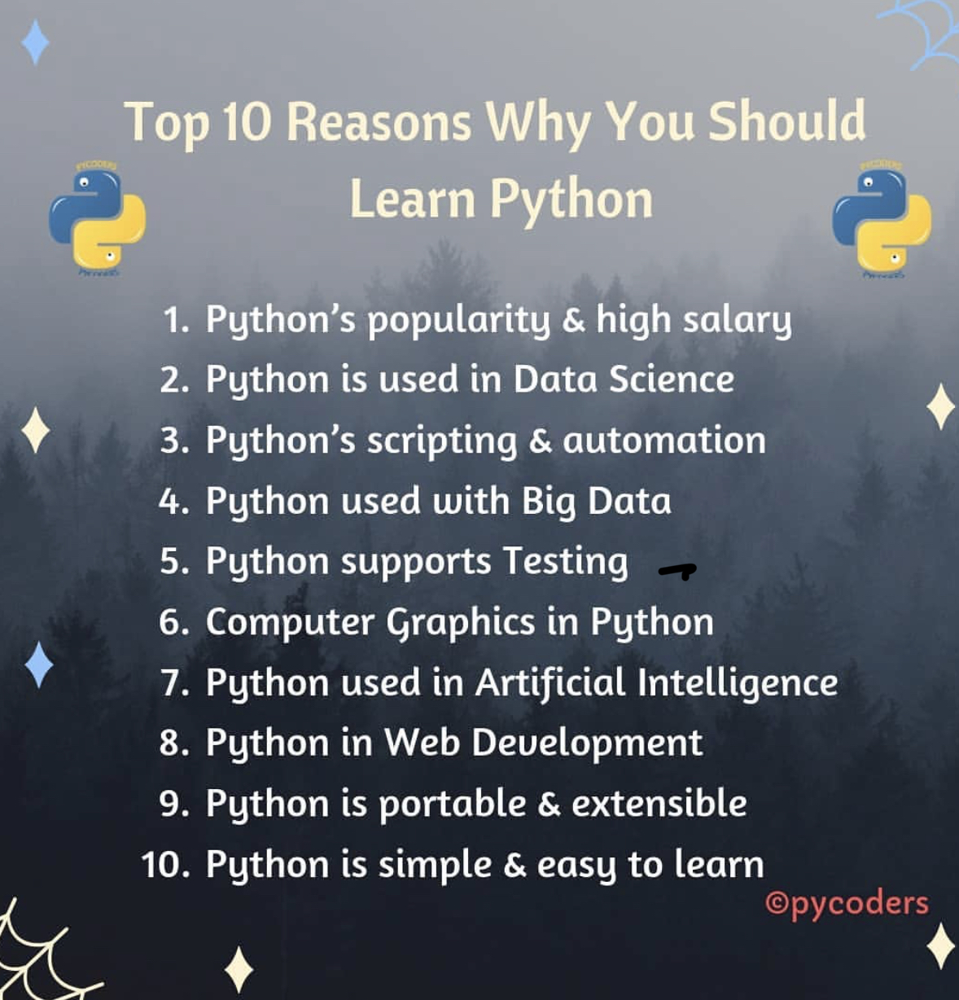 Top 10 Reasons Why You Should
Learn Python
PYCODERS
PYCODERS
1. Python’s popularity & high salary
2. Python is used in Data Science
3. Python’s scripting & automation
4. Python used with Big Data
5. Python supports Testing
6. Computer Graphics in Python
7. Python used in Artificial Intelligence
8. Python in Web Development
9. Python is portable & extensible
10. Python is simple & easy to learn
©pycoders